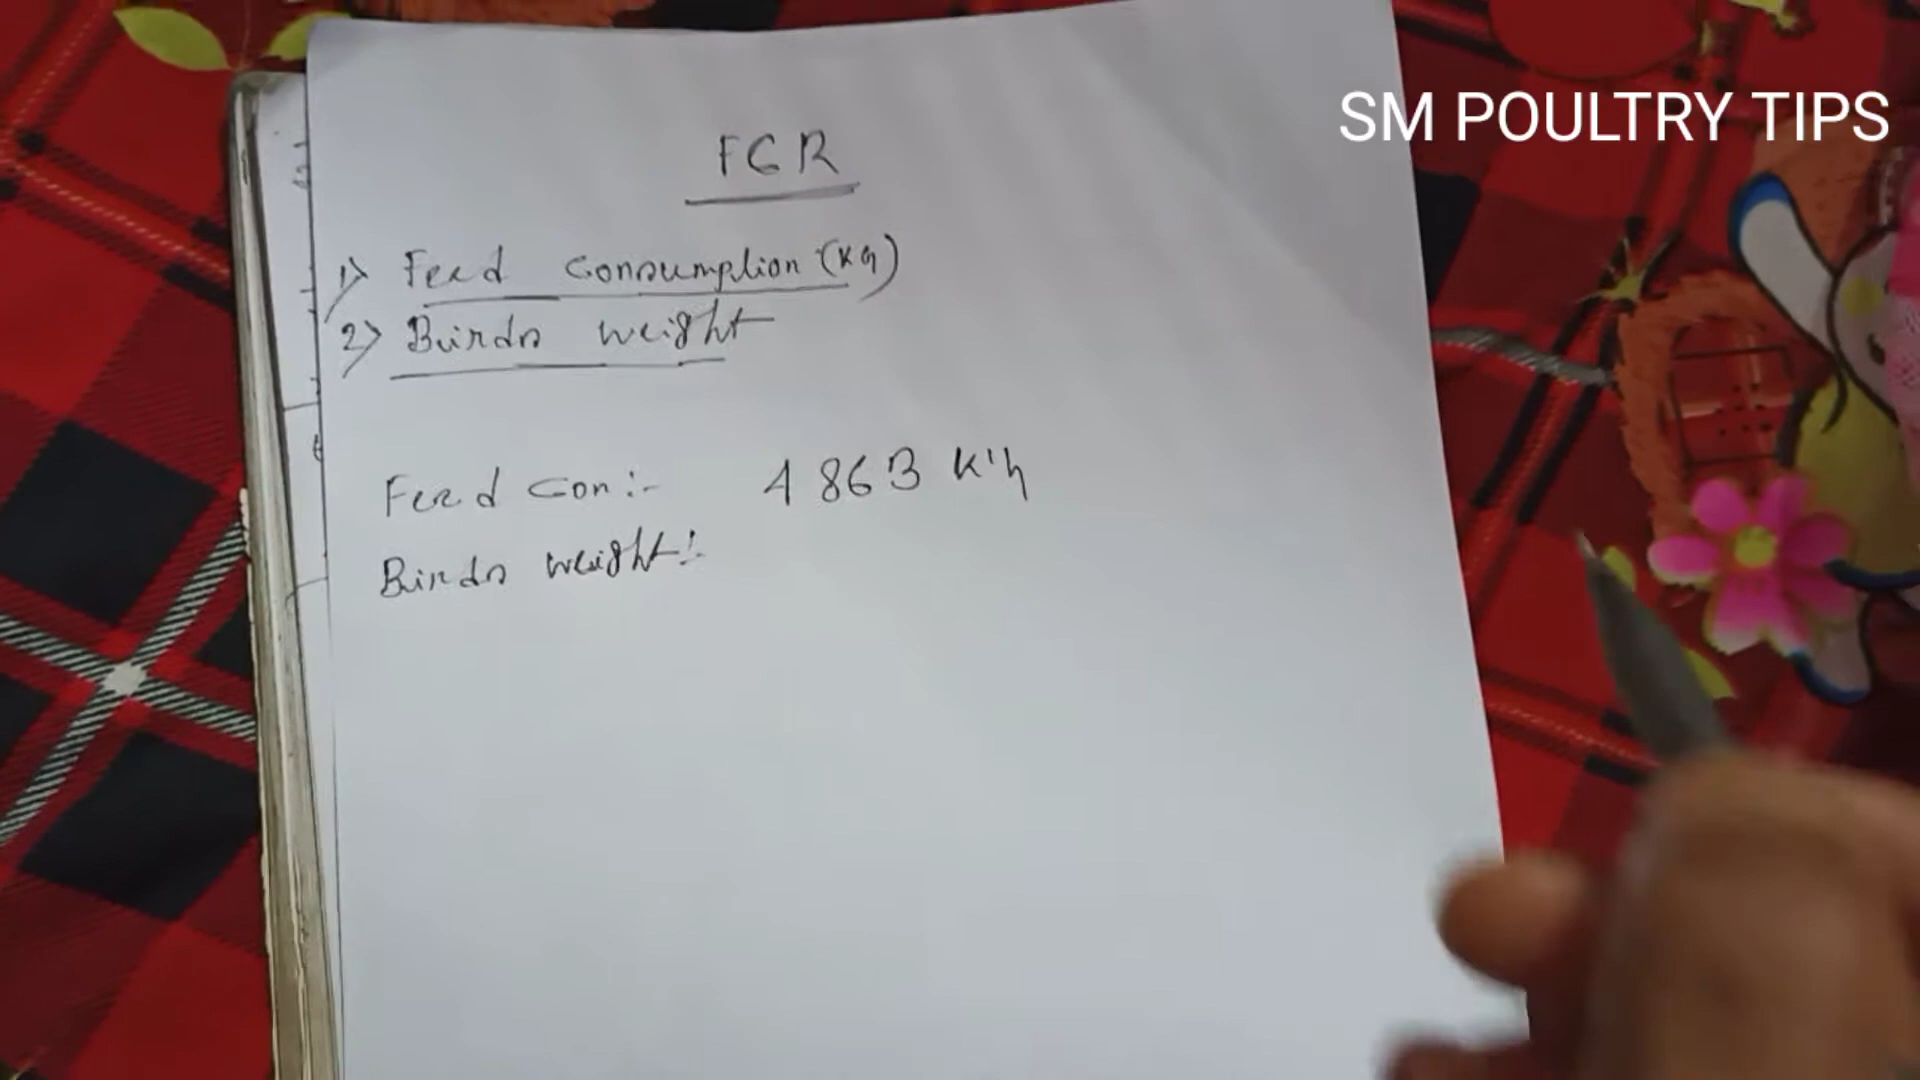 SM POULTRY TIPS
FCR
1) Feed Consumption (Kg)
2) Birds weight
Feed Con :- 4863 Kg
Birds weight :-